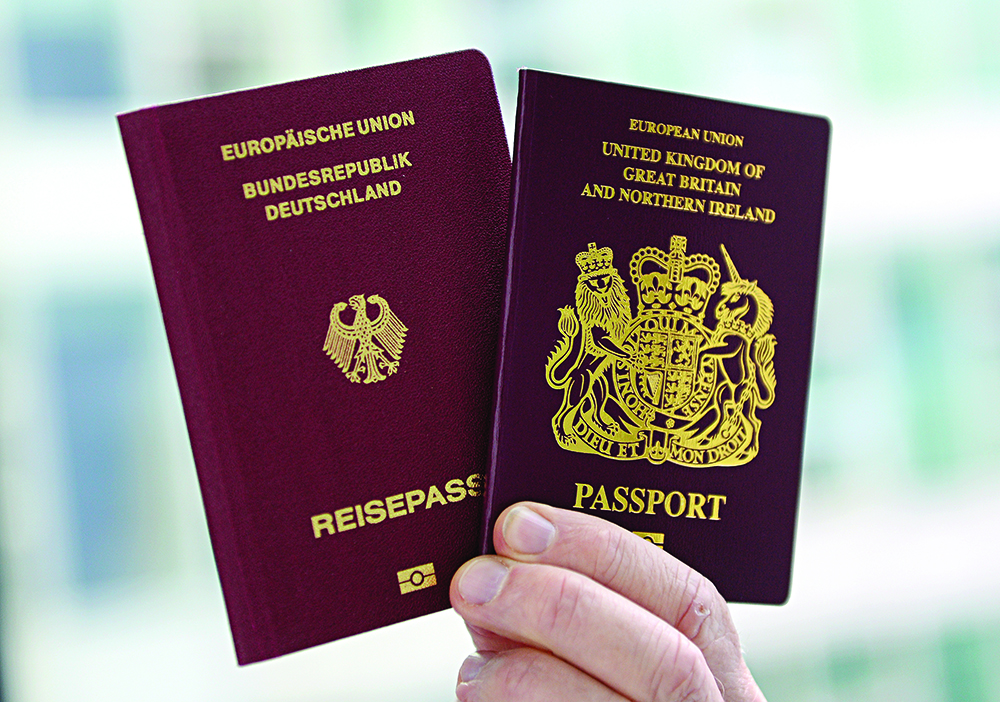 EUROPÄISCHE UNION
BUNDESREPUBLIK
DEUTSCHLAND
REISEPASS
EUROPEAN UNION
UNITED KINGDOM OF
GREAT BRITAIN
AND NORTHERN IRELAND
DIEU ET MON DROIT
PASSPORT